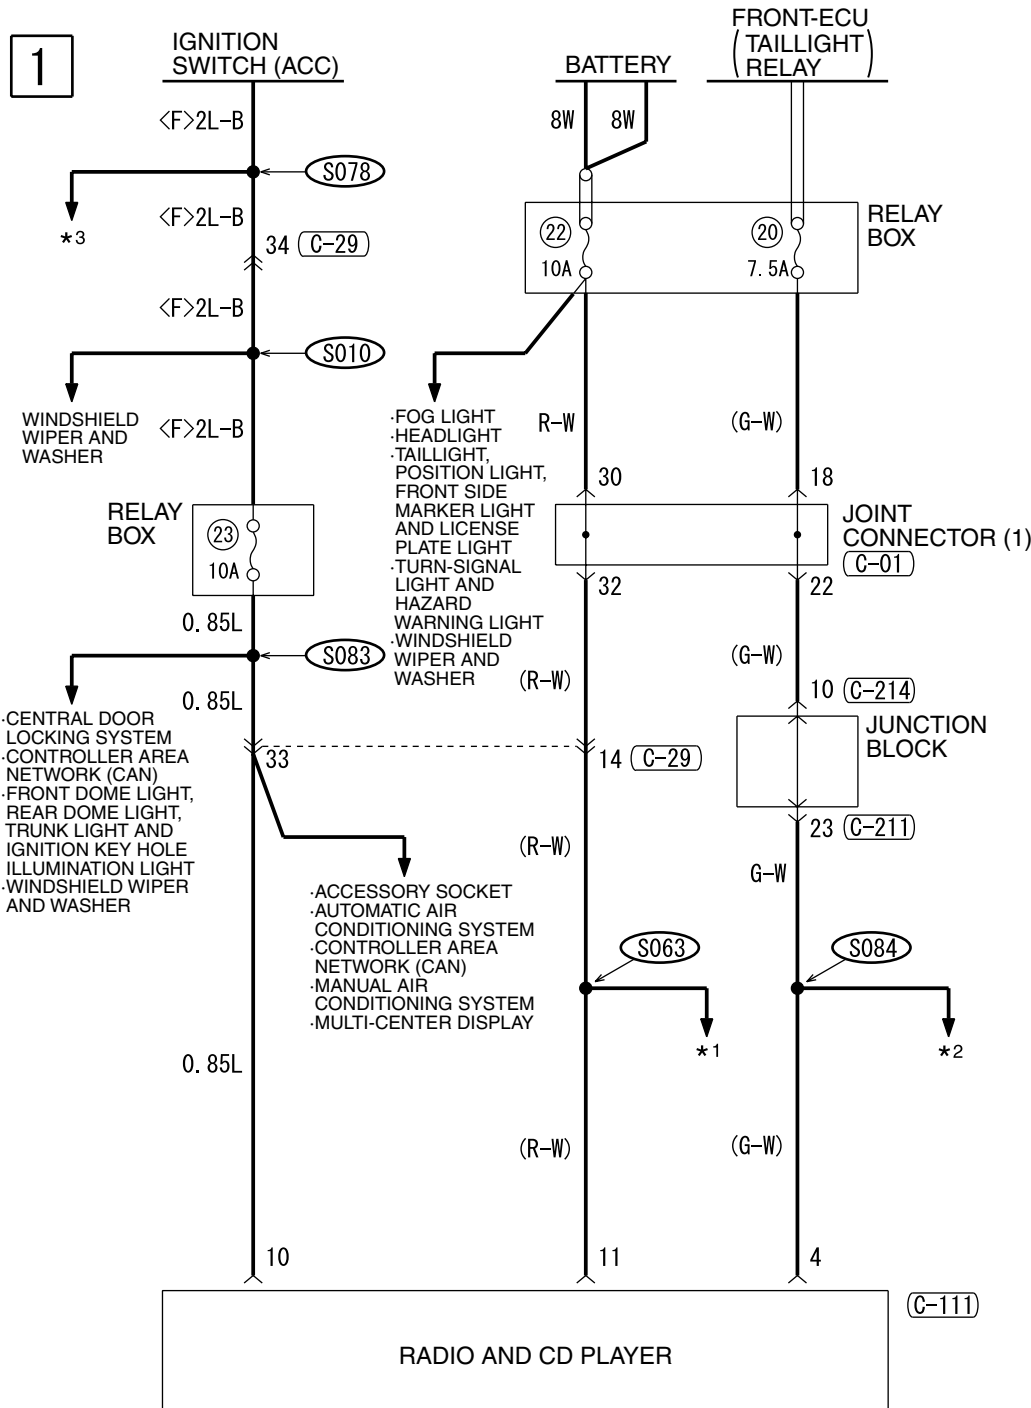 1
IGNITION
SWITCH (ACC)
BATTERY
FRONT-ECU
(TAILLIGHT
RELAY)
<F>2L-B
8W
8W
S078
*3
<F>2L-B
34
C-29
22
10A
20
7.5A
RELAY
BOX
<F>2L-B
S010
WINDSHIELD
WIPER AND
WASHER
<F>2L-B
·FOG LIGHT
·HEADLIGHT
·TAILLIGHT,
POSITION LIGHT,
FRONT SIDE
MARKER LIGHT
AND LICENSE
PLATE LIGHT
·TURN-SIGNAL
LIGHT AND
HAZARD
WARNING LIGHT
·WINDSHIELD
WIPER AND
WASHER
R-W
(G-W)
30
18
RELAY
BOX
23
10A
JOINT
CONNECTOR (1)
C-01
32
22
0.85L
S083
(R-W)
(G-W)
0.85L
10
C-214
·CENTRAL DOOR
LOCKING SYSTEM
·CONTROLLER AREA
NETWORK (CAN)
·FRONT DOME LIGHT,
REAR DOME LIGHT,
TRUNK LIGHT AND
IGNITION KEY HOLE
ILLUMINATION LIGHT
·WINDSHIELD WIPER
AND WASHER
33
14
C-29
JUNCTION
BLOCK
23
C-211
(R-W)
G-W
·ACCESSORY SOCKET
·AUTOMATIC AIR
CONDITIONING SYSTEM
·CONTROLLER AREA
NETWORK (CAN)
·MANUAL AIR
CONDITIONING SYSTEM
·MULTI-CENTER DISPLAY
S063
S084
*1
*2
0.85L
(R-W)
(G-W)
10
11
4
C-111
RADIO AND CD PLAYER